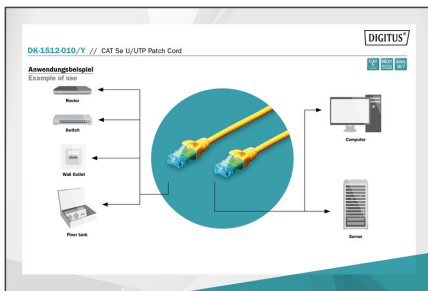 DIGITUS®
DK-1512-010/Y // CAT 5e U/UTP Patch Cord
Anwendungsbeispiel
Example of use
Router
Switch
Wall Outlet
Floor tank
Computer
Server